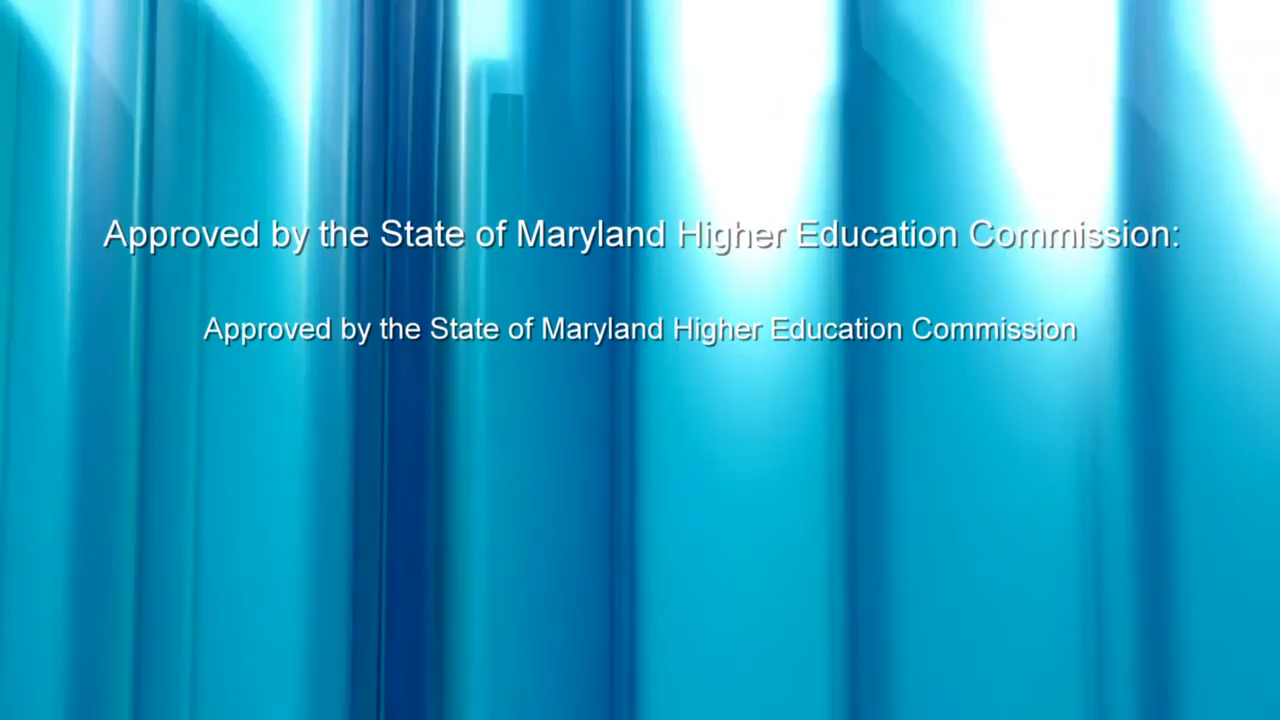 Approved by the State of Maryland Higher Education Commission:
Approved by the State of Maryland Higher Education Commission